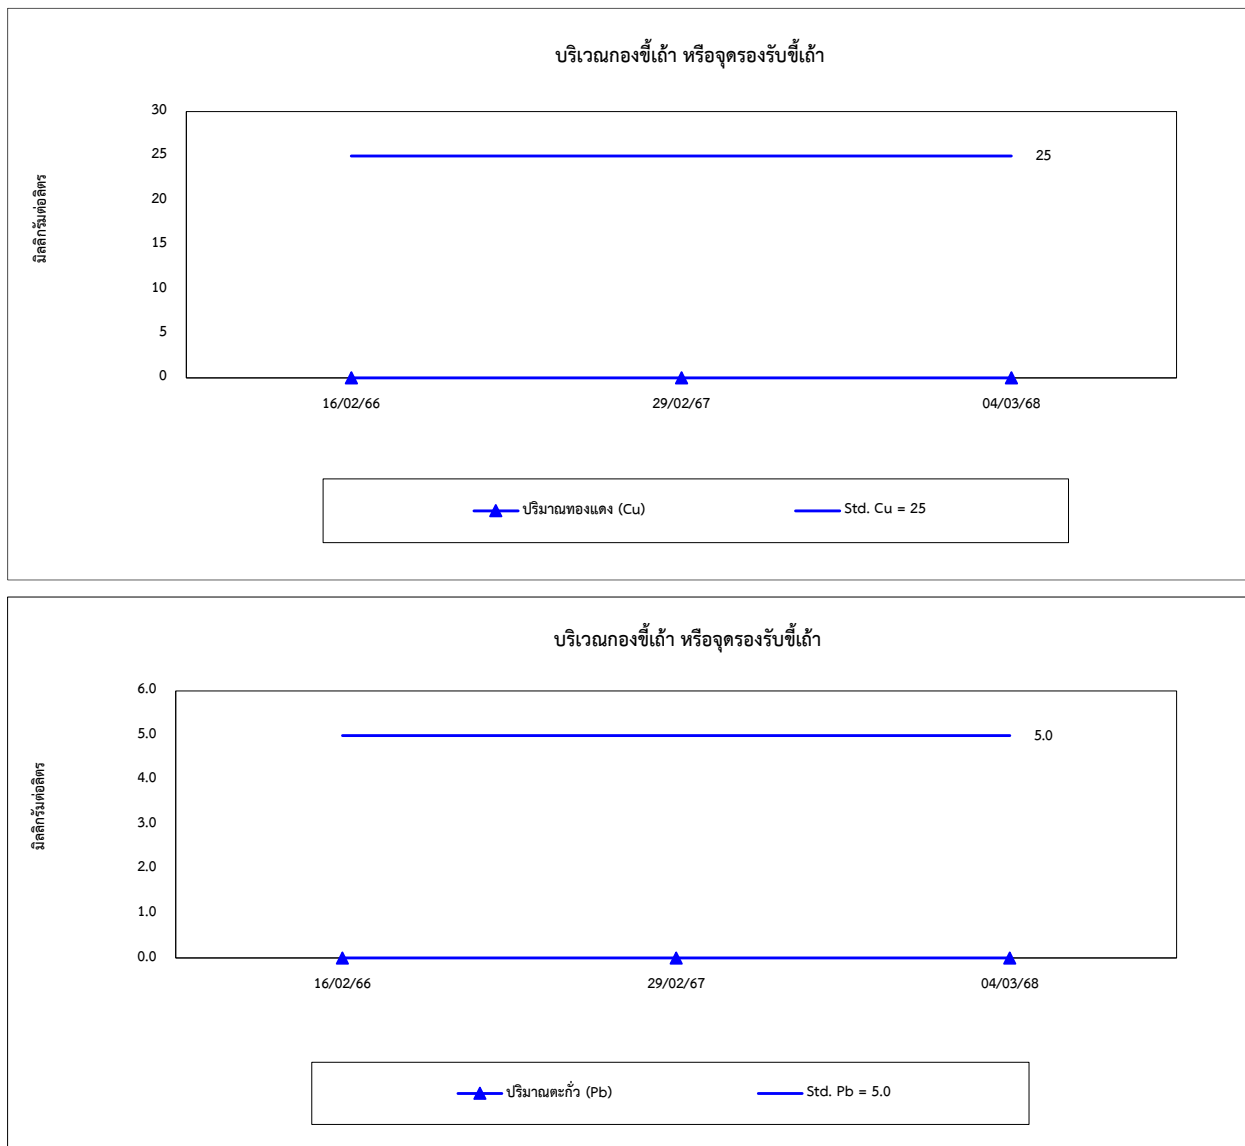 บริเวณกองขี้เถ้า หรือจุดรองรับขี้เถ้า
มิลลิกรัมต่อลิตร
30
25
20
15
10
5
0
25
16/02/66 29/02/67 04/03/68
ปริมาณทองแดง (Cu) Std. Cu = 25
บริเวณกองขี้เถ้า หรือจุดรองรับขี้เถ้า
มิลลิกรัมต่อลิตร
6.0
5.0
4.0
3.0
2.0
1.0
0.0
5.0
16/02/66 29/02/67 04/03/68
ปริมาณตะกั่ว (Pb) Std. Pb = 5.0